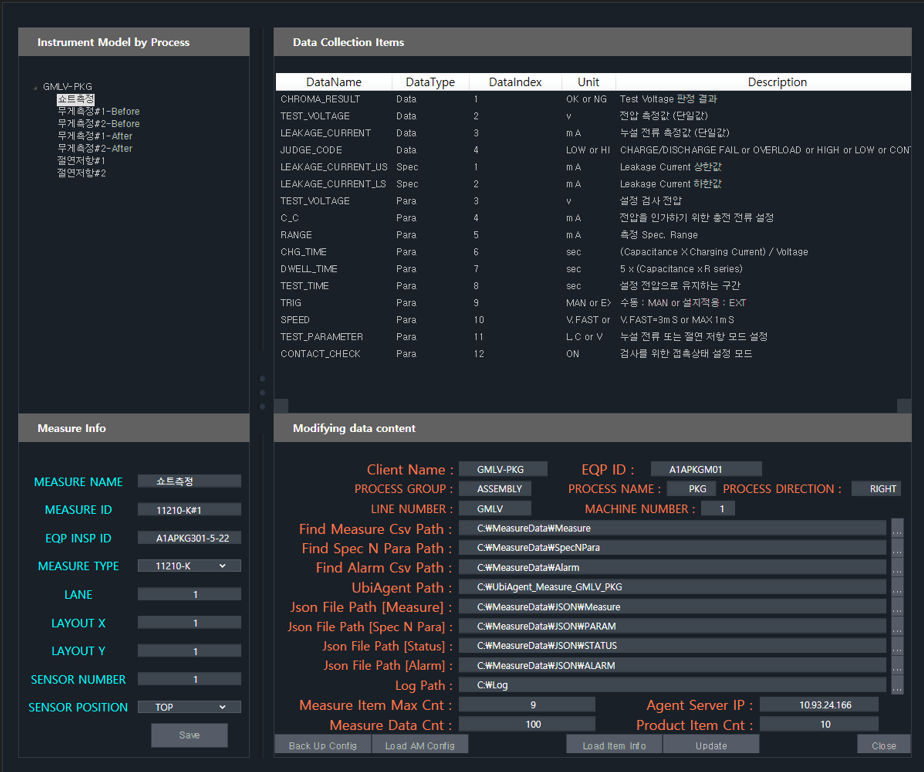 Instrument Model by Process
GMLV-PKG
쇼트측정
무게측정#1-Before
무게측정#2-Before
무게측정#1-After
무게측정#2-After
절연저항#1
절연저항#2
Data Collection Items
DataName DataType DataIndex Unit Description
CHROMA_RESULT Data 1 OK or NG Test Voltage 판정 결과
TEST_VOLTAGE Data 2 v 전압 측정값 (단일값)
LEAKAGE_CURRENT Data 3 mA 누설 전류 측정값 (단일값)
JUDGE_CODE Data 4 LOW or HI CHARGE/DISCHARGE FAIL or OVERLOAD or HIGH or LOW or CONT
LEAKAGE_CURRENT_US Spec 1 mA Leakage Current 상한값
LEAKAGE_CURRENT_LS Spec 2 mA Leakage Current 하한값
TEST_VOLTAGE Para 3 v 설정 검사 전압
C_C Para 4 mA 전압을 인가하기 위한 충전 전류 설정
RANGE Para 5 mA 측정 Spec. Range
CHG_TIME Para 6 sec (Capacitance X Charging Current) / Voltage
DWELL_TIME Para 7 sec 5 x (Capacitance x R series)
TEST_TIME Para 8 sec 설정 전압으로 유지하는 구간
TRIG Para 9 MAN or EX 수동 : MAN or 설지적용 : EXT
SPEED Para 10 V.FAST or V.FAST=3mS or MAX 1mS
TEST_PARAMETER Para 11 L.C or V 누설 전류 또는 절연 저항 모드 설정
CONTACT_CHECK Para 12 ON 검사를 위한 접촉상태 설정 모드
Measure Info
MEASURE NAME 쇼트측정
MEASURE ID 11210-K#1
EQP INSP ID A1APKG301-5-22
MEASURE TYPE 11210-K
LANE 1
LAYOUT X 1
LAYOUT Y 1
SENSOR NUMBER 1
SENSOR POSITION TOP
Save
Modifying data content
Client Name : GMLV-PKG EQP ID : A1APKGM01
PROCESS GROUP : ASSEMBLY PROCESS NAME : PKG PROCESS DIRECTION : RIGHT
LINE NUMBER : GMLV MACHINE NUMBER : 1
Find Measure Csv Path : C:₩MeasureData₩Measure ...
Find Spec N Para Path : C:₩MeasureData₩SpecNPara ...
Find Alarm Csv Path : C:₩MeasureData₩Alarm ...
UbiAgent Path : C:₩UbiAgent_Measure_GMLV_PKG ...
Json File Path [Measure] : C:₩MeasureData₩JSON₩Measure ...
Json File Path [Spec N Para] : C:₩MeasureData₩JSON₩PARAM ...
Json File Path [Status] : C:₩MeasureData₩JSON₩STATUS ...
Json File Path [Alarm] : C:₩MeasureData₩JSON₩ALARM ...
Log Path : C:₩Log ...
Measure Item Max Cnt : 9 Agent Server IP : 10.93.24.166
Measure Data Cnt : 100 Product Item Cnt : 10
Back Up Config Load AM Config Load Item Info Update Close